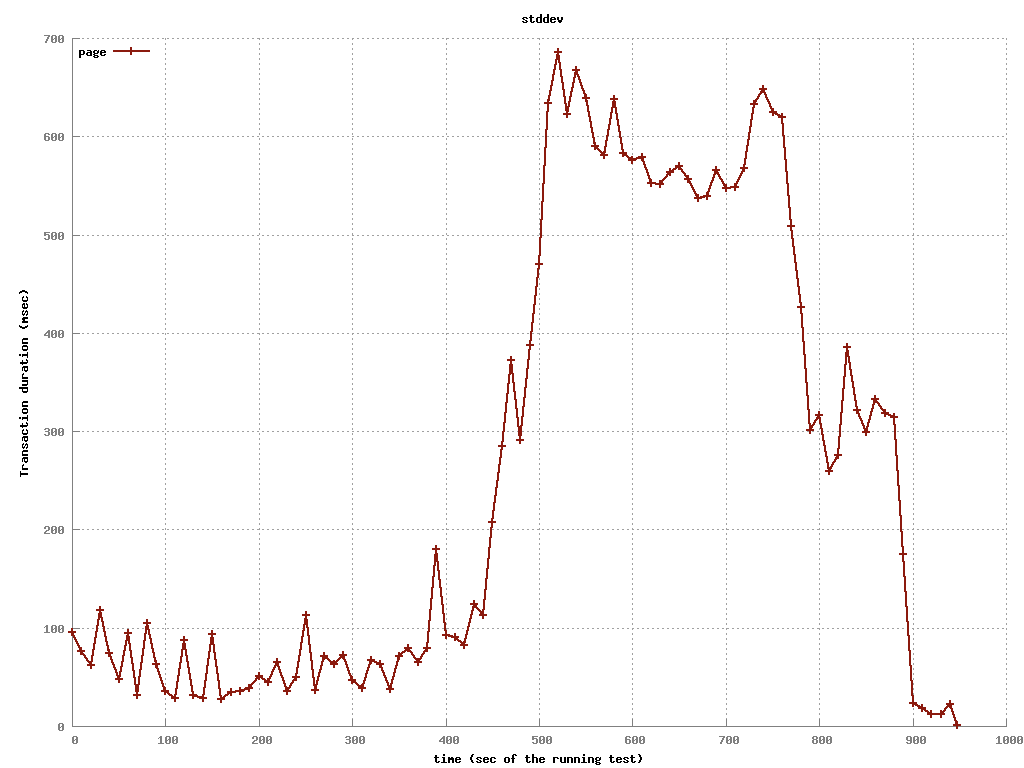 stddev
page
700
600
500
400
300
200
100
0
Transaction duration (msec)
0 100 200 300 400 500 600 700 800 900 1000
time (sec of the running test)